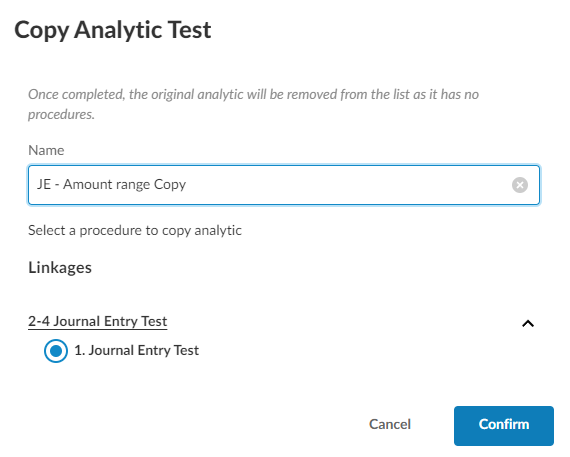 Copy Analytic Test
Once completed, the original analytic will be removed from the list as it has no
procedures.
Name
JE - Amount range Copy
Select a procedure to copy analytic
Linkages
2-4 Journal Entry Test
1. Journal Entry Test
Cancel
Confirm